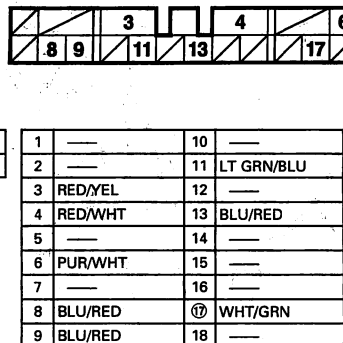 3 4 6
8 9 11 13 17
1 — 10 —
2 — 11 LT GRN/BLU
3 RED/YEL 12 —
4 RED/WHT 13 BLU/RED
5 — 14 —
6 PUR/WHT 15 —
7 — 16 —
8 BLU/RED ⑰ WHT/GRN
9 BLU/RED 18 —